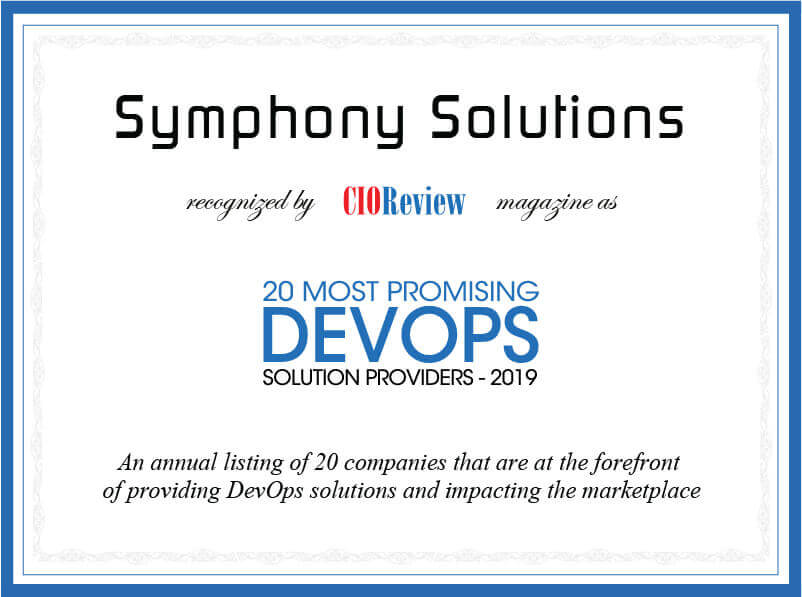 Symphony Solutions
recognized by CIOReview magazine as
20 MOST PROMISING
DEVOPS
SOLUTION PROVIDERS - 2019
An annual listing of 20 companies that are at the forefront
of providing DevOps solutions and impacting the marketplace